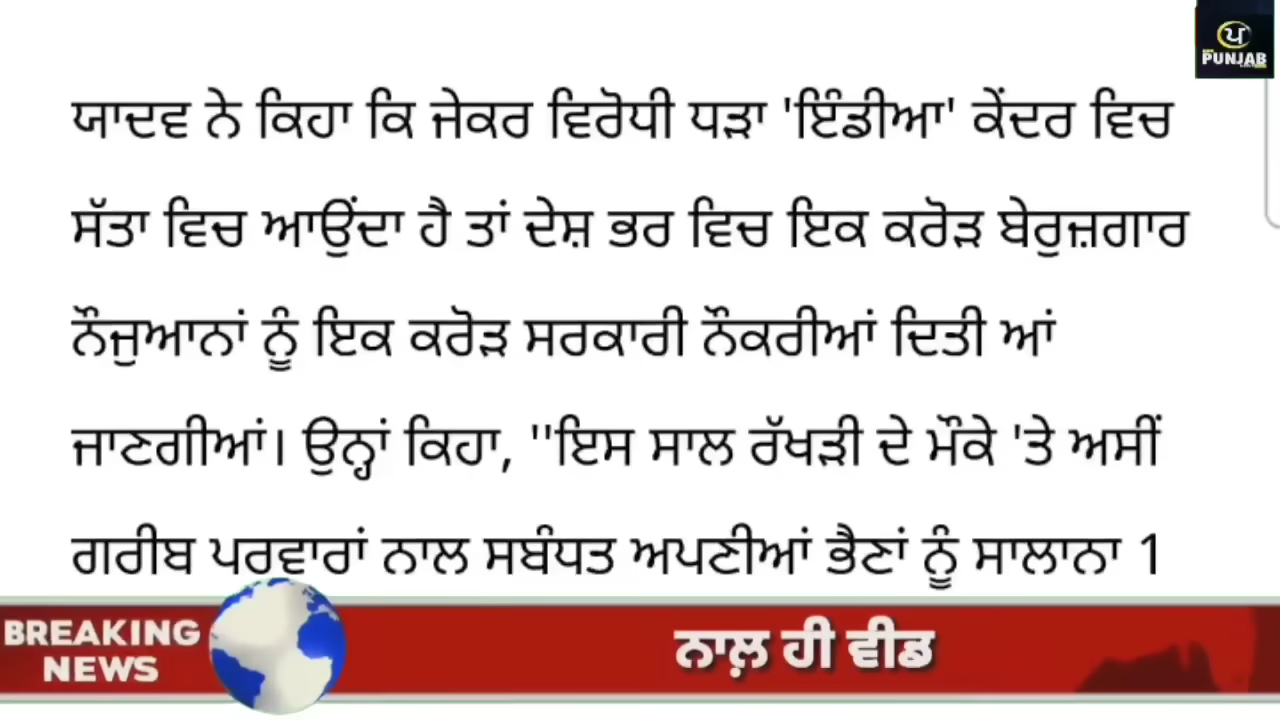 ਪ
PUNJAB
ਯਾਦਵ ਨੇ ਕਿਹਾ ਕਿ ਜੇਕਰ ਵਿਰੋਧੀ ਧੜਾ 'ਇੰਡੀਆ' ਕੇਂਦਰ ਵਿਚ
ਸੱਤਾ ਵਿਚ ਆਉਂਦਾ ਹੈ ਤਾਂ ਦੇਸ਼ ਭਰ ਵਿਚ ਇਕ ਕਰੋੜ ਬੇਰੁਜ਼ਗਾਰ
ਨੌਜੁਆਨਾਂ ਨੂੰ ਇਕ ਕਰੋੜ ਸਰਕਾਰੀ ਨੌਕਰੀਆਂ ਦਿਤੀ ਆਂ
ਜਾਣਗੀਆਂ। ਉਨ੍ਹਾਂ ਕਿਹਾ, ''ਇਸ ਸਾਲ ਰੱਖੜੀ ਦੇ ਮੌਕੇ 'ਤੇ ਅਸੀਂ
ਗਰੀਬ ਪਰਵਾਰਾਂ ਨਾਲ ਸਬੰਧਤ ਅਪਣੀਆਂ ਭੈਣਾਂ ਨੂੰ ਸਾਲਾਨਾ 1
BREAKING
NEWS
ਨਾਲ਼ ਹੀ ਵੀਡ